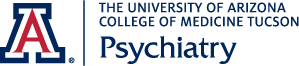 A®
THE UNIVERSITY OF ARIZONA
COLLEGE OF MEDICINE TUCSON
Psychiatry